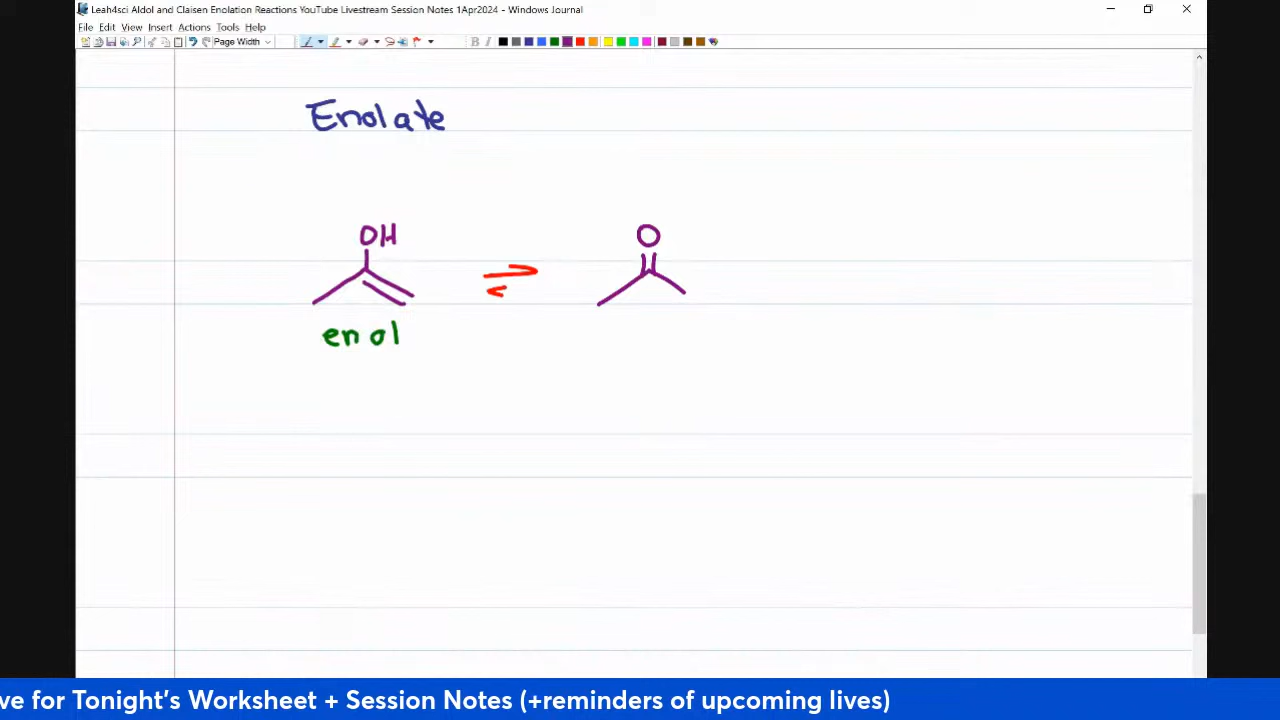 Leah4sci Aldol and Claisen Enolation Reactions YouTube Livestream Session Notes 1Apr2024 - Windows Journal
File Edit View Insert Actions Tools Help
Page Width B I
Enolate
OH
O
enol
ve for Tonight's Worksheet + Session Notes (+reminders of upcoming lives)